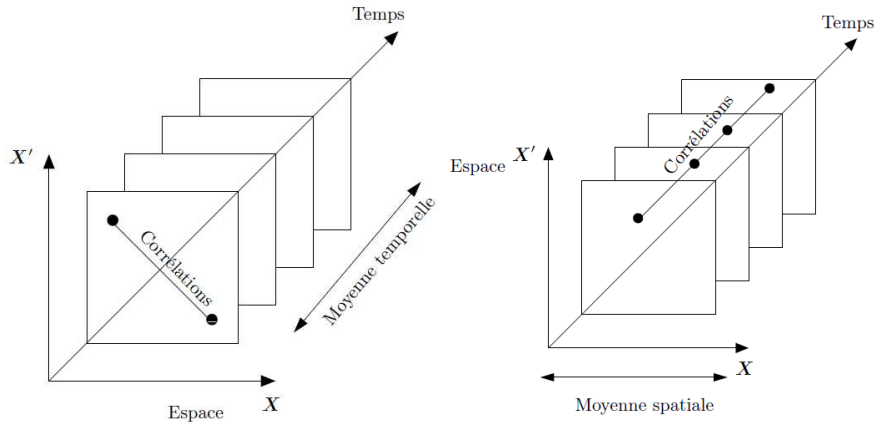 Temps
X′
Corrélations
Moyenne temporelle
X
Espace
Temps
Espace
X′
Corrélations
X
Moyenne spatiale